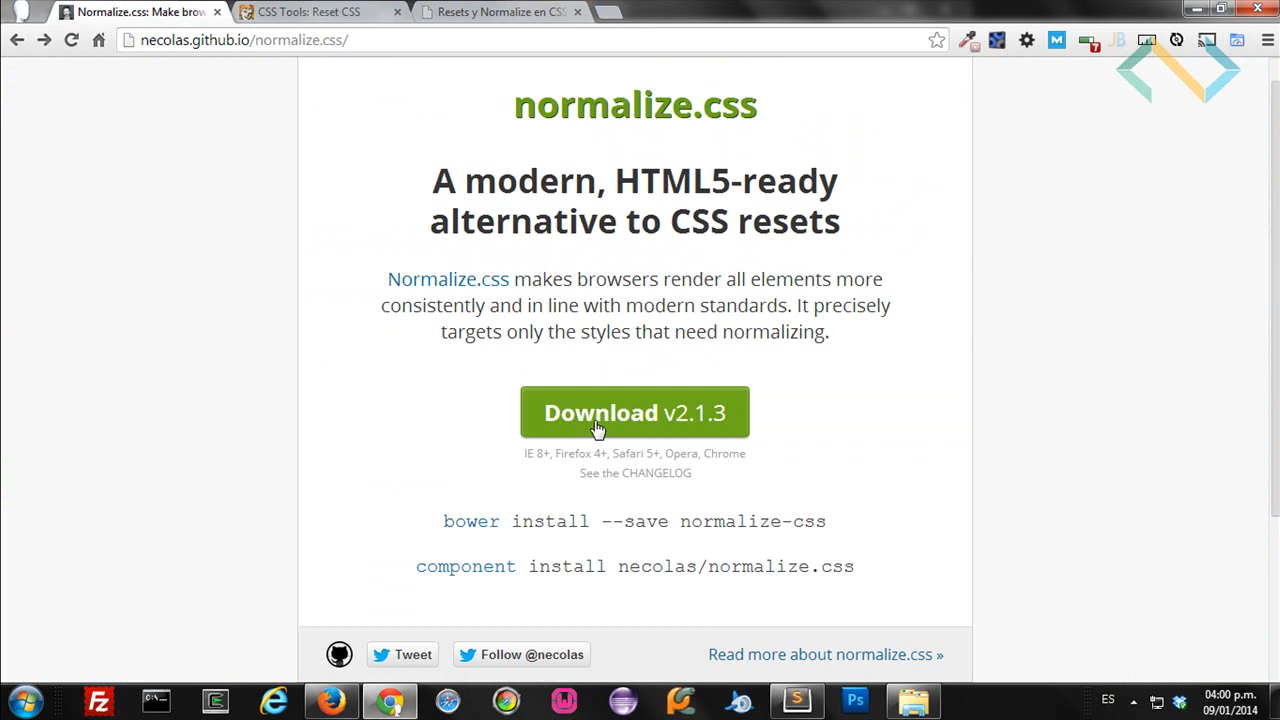 Normalize.css: Make brow
CSS Tools: Reset CSS
Resets y Normalize en CSS
necolas.github.io/normalize.css/
M
7
JB
normalize.css
A modern, HTML5-ready
alternative to CSS resets
Normalize.css makes browsers render all elements more
consistently and in line with modern standards. It precisely
targets only the styles that need normalizing.
Download v2.1.3
IE 8+, Firefox 4+, Safari 5+, Opera, Chrome
See the CHANGELOG
bower install --save normalize-css
component install necolas/normalize.css
Tweet
Follow @necolas
Read more about normalize.css »
Fz
Ps
ES
04:00 p.m.
09/01/2014